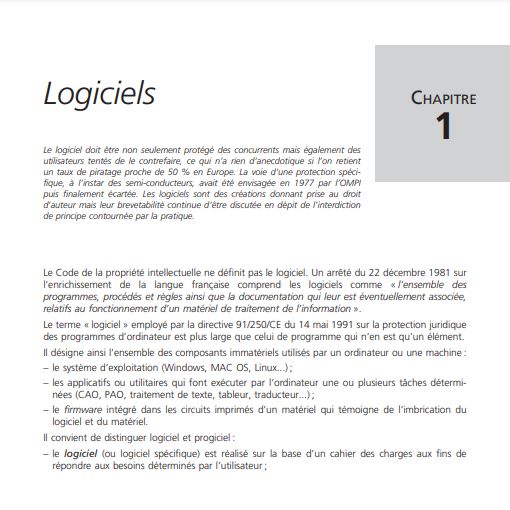 Logiciels
CHAPITRE
1
Le logiciel doit être non seulement protégé des concurrents mais également des
utilisateurs tentés de le contrefaire, ce qui n'a rien d'anecdotique si l'on retient
un taux de piratage proche de 50 % en Europe. La voie d'une protection spéci-
fique, à l'instar des semi-conducteurs, avait été envisagée en 1977 par l'OMPI
puis finalement écartée. Les logiciels sont des créations donnant prise au droit
d'auteur mais leur brevetabilité continue d'être discutée en dépit de l'interdiction
de principe contournée par la pratique.
Le Code de la propriété intellectuelle ne définit pas le logiciel. Un arrêté du 22 décembre 1981 sur
l'enrichissement de la langue française comprend les logiciels comme « l'ensemble des
programmes, procédés et règles ainsi que la documentation qui leur est éventuellement associée,
relatifs au fonctionnement d'un matériel de traitement de l'information ».
Le terme « logiciel » employé par la directive 91/250/CE du 14 mai 1991 sur la protection juridique
des programmes d'ordinateur est plus large que celui de programme qui n'en est qu'un élément.
Il désigne ainsi l'ensemble des composants immatériels utilisés par un ordinateur ou une machine :
– le système d'exploitation (Windows, MAC OS, Linux...) ;
– les applicatifs ou utilitaires qui font exécuter par l'ordinateur une ou plusieurs tâches détermi-
nées (CAO, PAO, traitement de texte, tableur, traducteur...) ;
– le firmware intégré dans les circuits imprimés d'un matériel qui témoigne de l'imbrication du
logiciel et du matériel.
Il convient de distinguer logiciel et progiciel :
– le logiciel (ou logiciel spécifique) est réalisé sur la base d'un cahier des charges aux fins de
répondre aux besoins déterminés par l'utilisateur ;